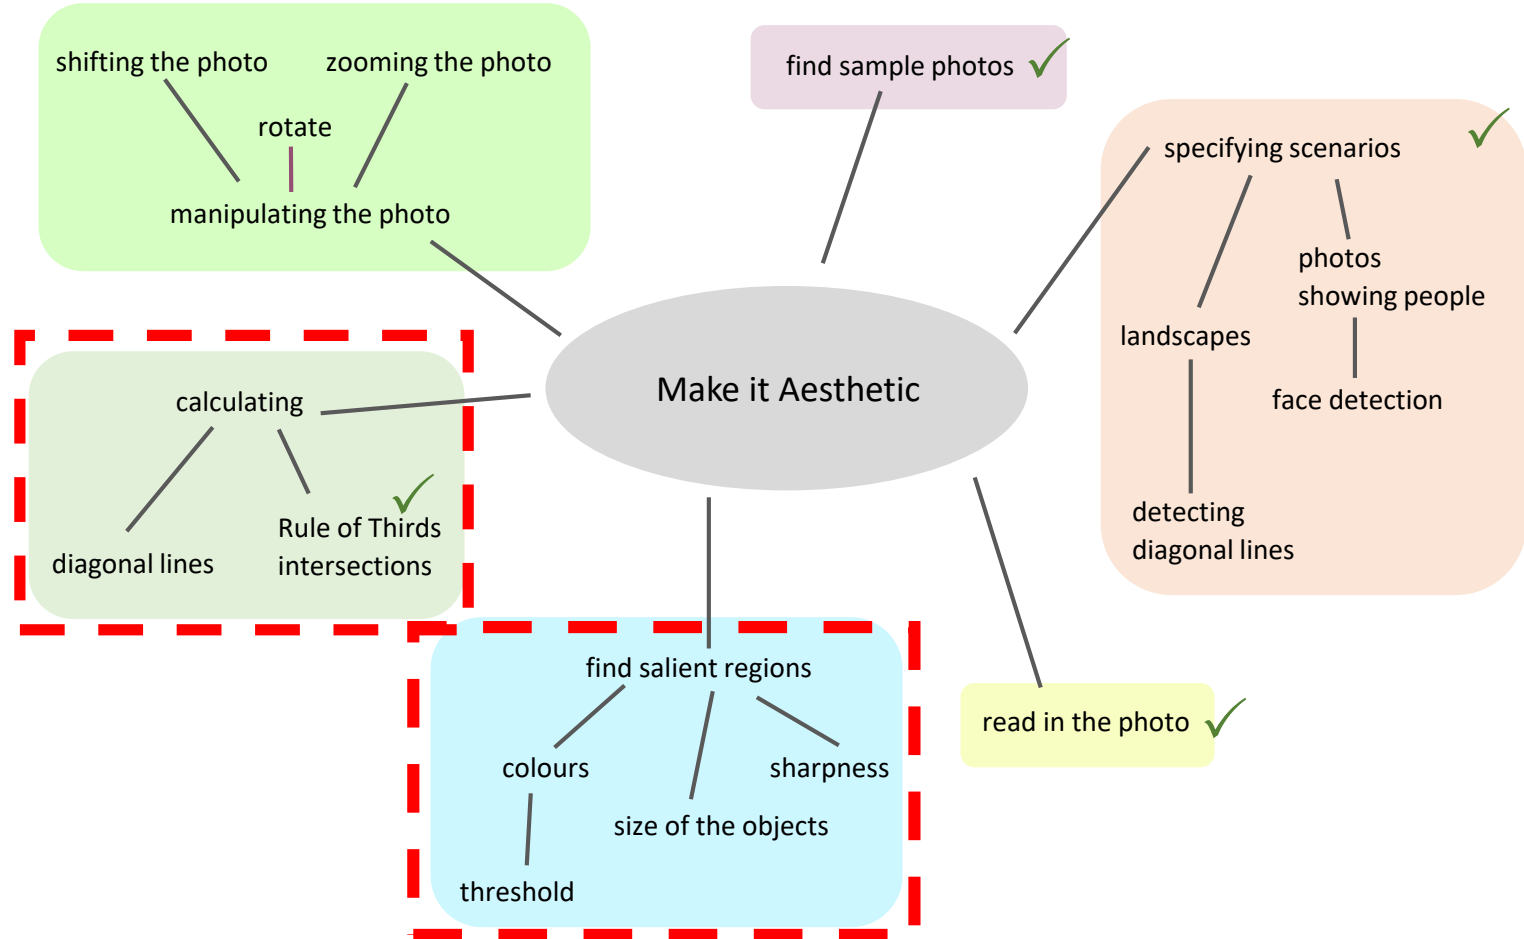 shifting the photo
zooming the photo
rotate
manipulating the photo
find sample photos
specifying scenarios
photos
showing people
landscapes
face detection
detecting
diagonal lines
Make it Aesthetic
calculating
diagonal lines
Rule of Thirds
intersections
find salient regions
colours
sharpness
size of the objects
threshold
read in the photo